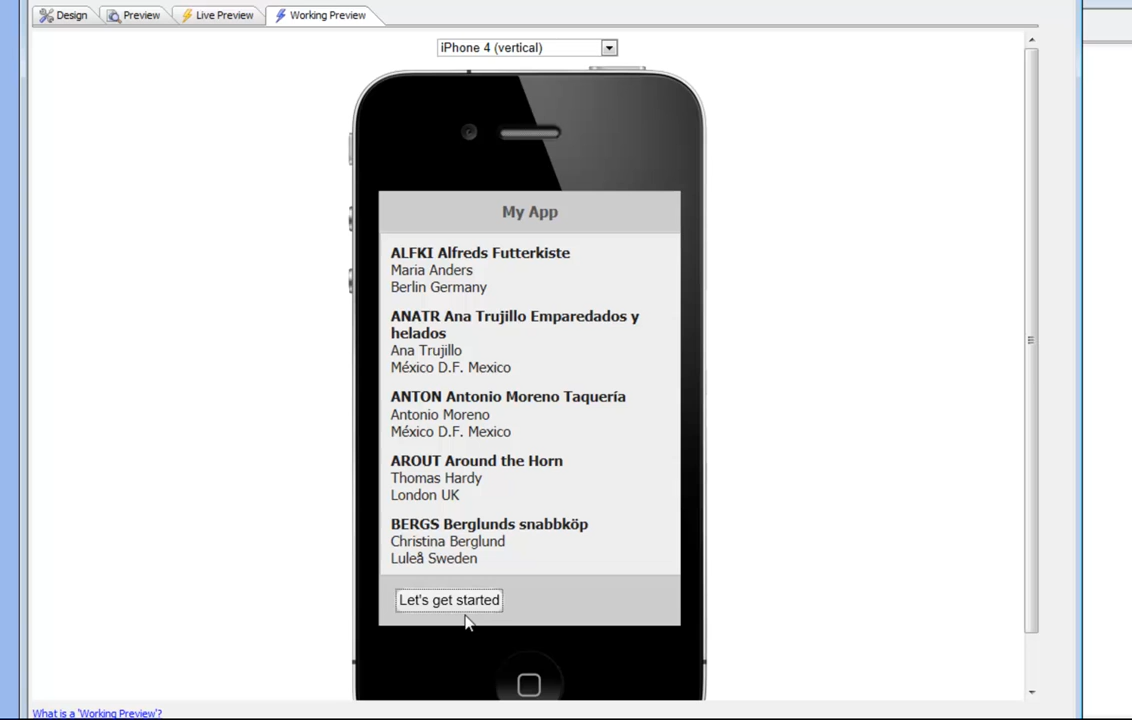 Design Preview Live Preview Working Preview
iPhone 4 (vertical)
My App
ALFKI Alfreds Futterkiste
Maria Anders
Berlin Germany
ANATR Ana Trujillo Emparedados y
helados
Ana Trujillo
México D.F. Mexico
ANTON Antonio Moreno Taquería
Antonio Moreno
México D.F. Mexico
AROUT Around the Horn
Thomas Hardy
London UK
BERGS Berglunds snabbköp
Christina Berglund
Luleå Sweden
Let's get started
What is a 'Working Preview'?